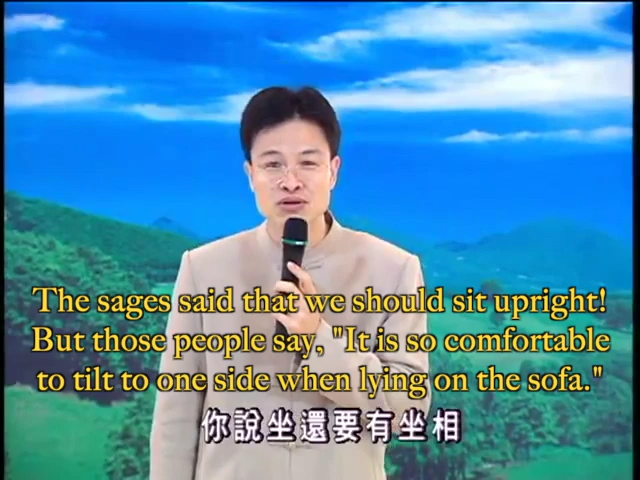 The sages said that we should sit upright!
But those people say, "It is so comfortable
to tilt to one side when lying on the sofa."
你說坐還要有坐相